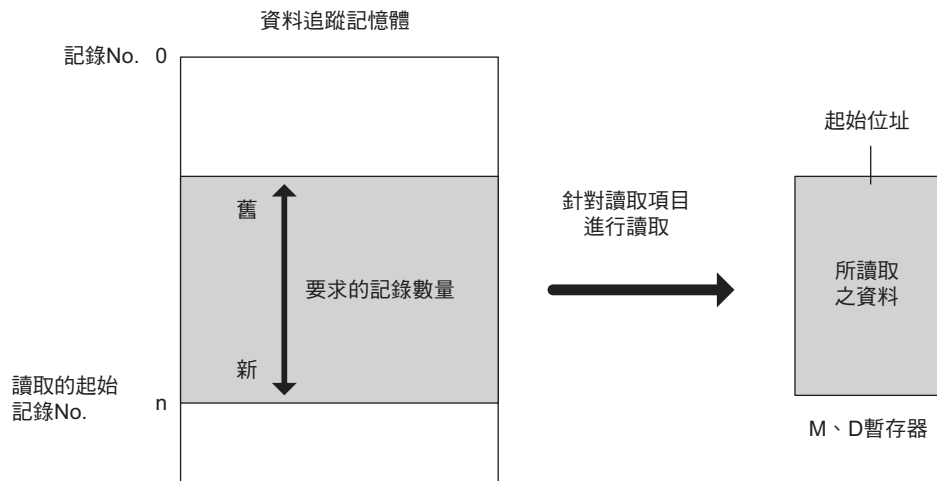 資料追蹤記憶體
記錄No. 0
起始位址
舊
針對讀取項目
進行讀取
要求的記錄數量
所讀取
之資料
新
讀取的起始
記錄No.
n
M、D暫存器